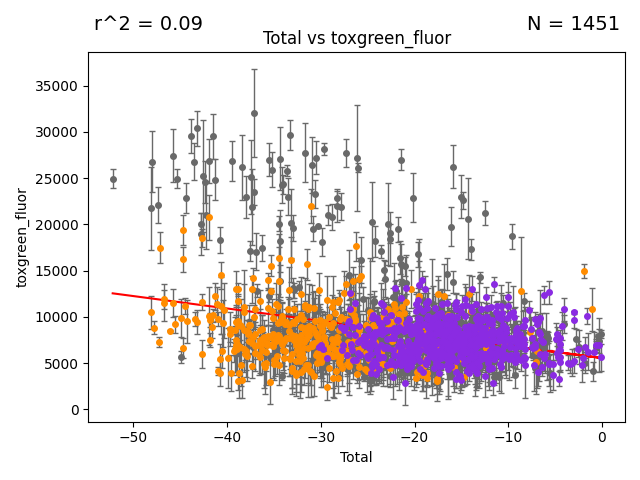 r^2 = 0.09
N = 1451
Total vs toxgreen_fluor
toxgreen_fluor
35000
30000
25000
20000
15000
10000
5000
0
−50
−40
−30
−20
−10
0
Total